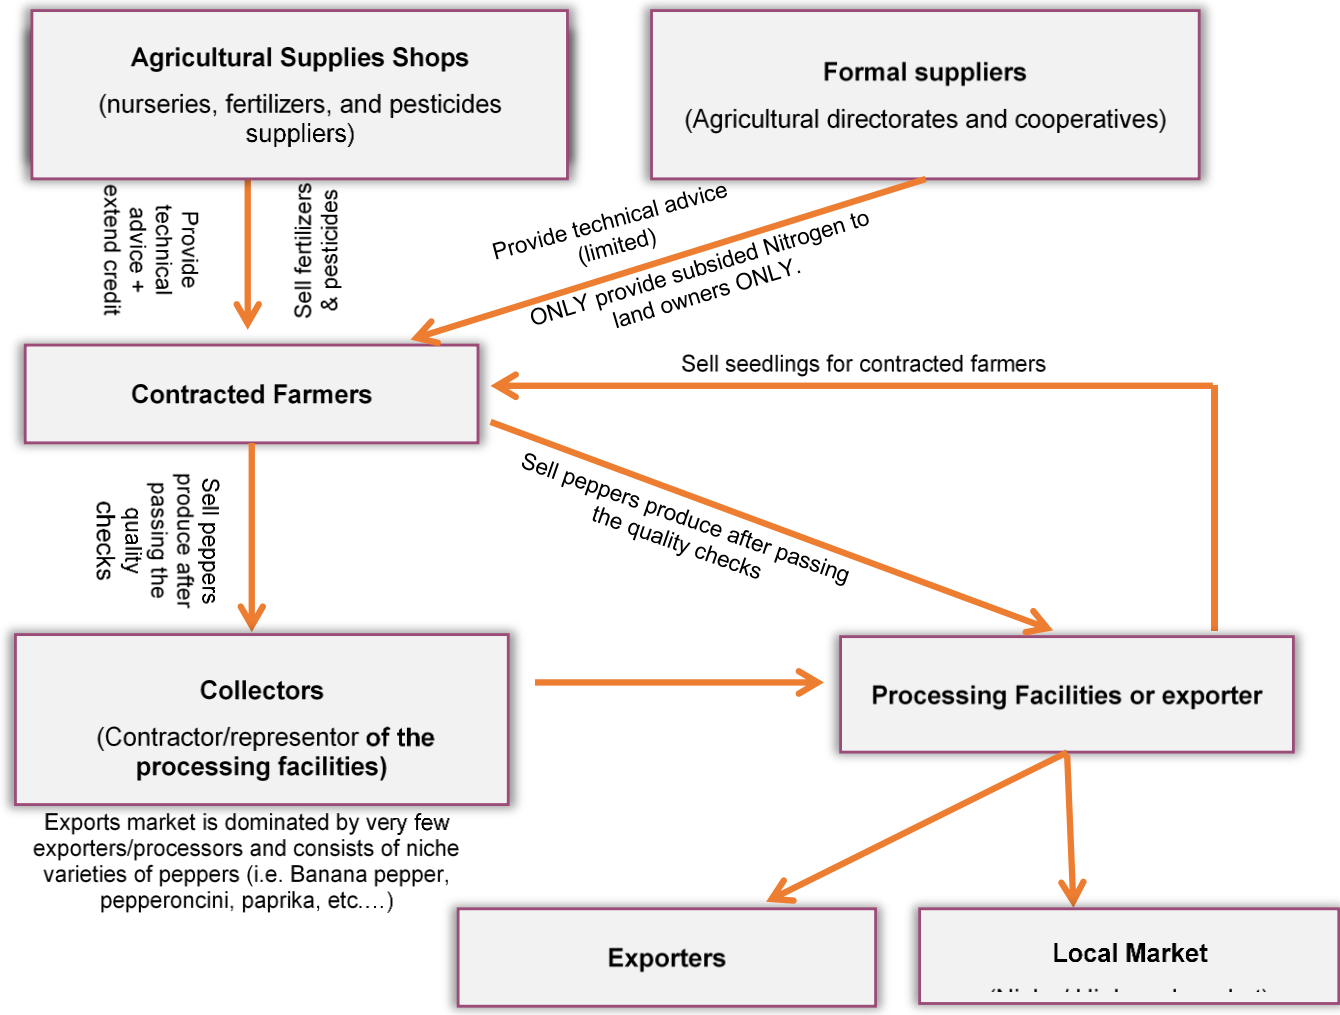 Agricultural Supplies Shops
(nurseries, fertilizers, and pesticides
suppliers)
Formal suppliers
(Agricultural directorates and cooperatives)
Provide
technical
advice +
extend credit
Sell fertilizers
& pesticides
Provide technical advice
(limited)
ONLY provide subsided Nitrogen to
land owners ONLY.
Contracted Farmers
Sell seedlings for contracted farmers
Sell peppers
produce after
passing the
quality
checks
Sell peppers produce after passing
the quality checks
Collectors
(Contractor/representor of the
processing facilities)
Processing Facilities or exporter
Exports market is dominated by very few
exporters/processors and consists of niche
varieties of peppers (i.e. Banana pepper,
pepperoncini, paprika, etc....)
Exporters
Local Market